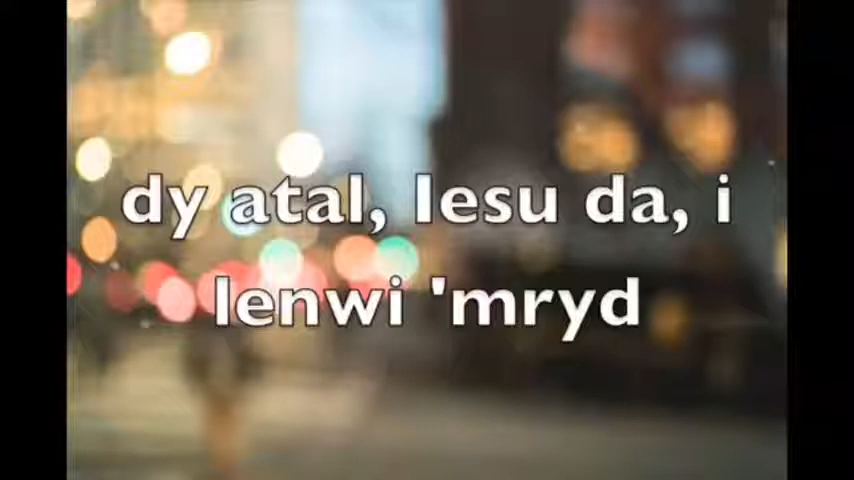 dy atal, Iesu da, i
lenwi 'mryd